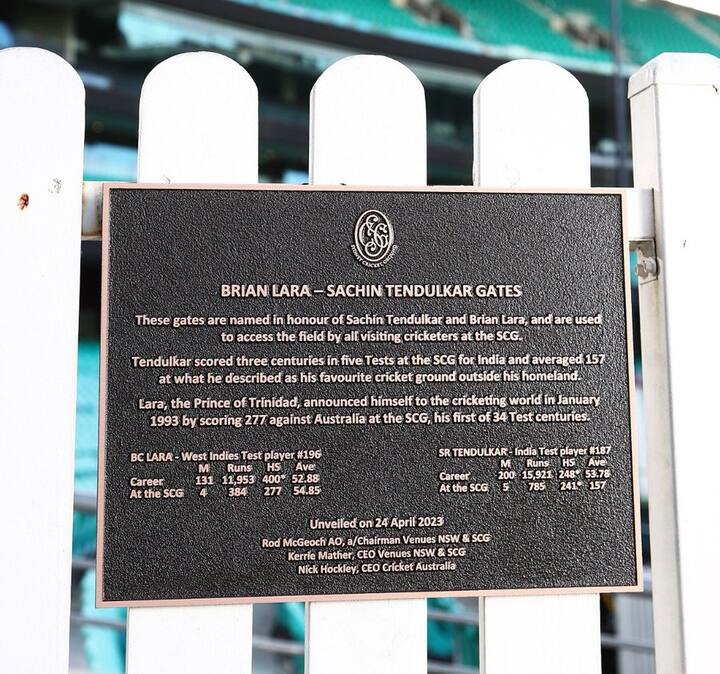 BRIAN LARA – SACHIN TENDULKAR GATES
These gates are named in honour of Sachin Tendulkar and Brian Lara, and are used
to access the field by all visiting cricketers at the SCG.
Tendulkar scored three centuries in five Tests at the SCG for India and averaged 157
at what he described as his favourite cricket ground outside his homeland.
Lara, the Prince of Trinidad, announced himself to the cricketing world in January
1993 by scoring 277 against Australia at the SCG, his first of 34 Test centuries.
BC LARA - West Indies Test player #196
M Runs HS Ave
Career 131 11,953 400* 52.88
At the SCG 4 384 277 54.85
SR TENDULKAR - India Test player #187
M Runs HS Ave
Career 200 15,921 248* 53.78
At the SCG 5 785 241* 157
Unveiled on 24 April 2023
Rod McGeoch AO, a/Chairman Venues NSW & SCG
Kerrie Mather, CEO Venues NSW & SCG
Nick Hockley, CEO Cricket Australia